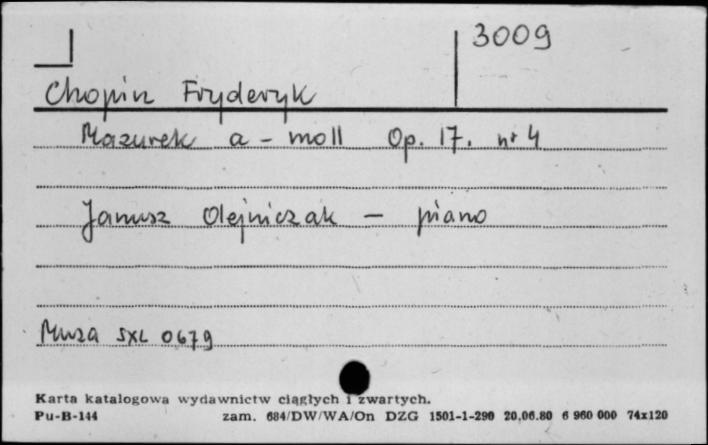 3009
Chopin Fryderyk
Mazurek a - moll Op. 17. nr 4
Janusz Olejniczak - piano
Muza SXL 0679
Karta katalogowa wydawnictw ciągłych i zwartych.
Pu-B-144 zam. 684/DW/WA/On DZG 1501-1-290 20.06.80 6 960 000 74x120